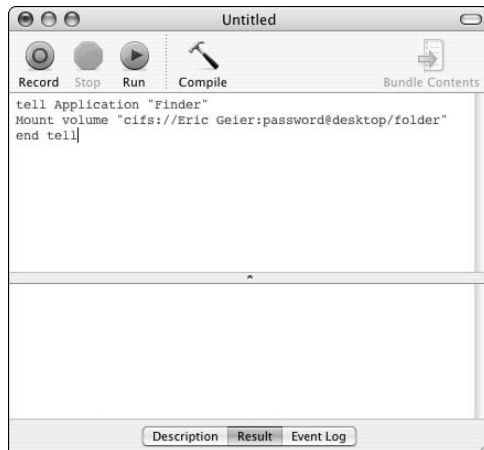 Untitled
Record Stop Run Compile Bundle Contents
tell Application "Finder"
Mount volume "cifs://Eric Geier:password@desktop/folder"
end tell
Description Result Event Log